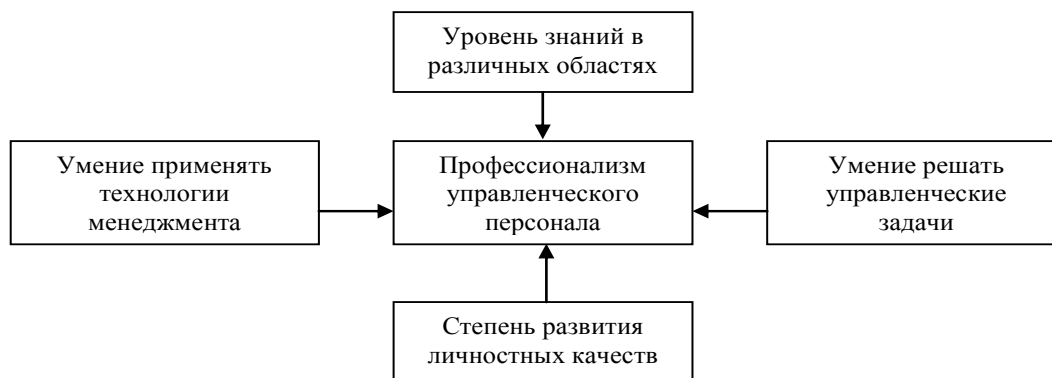 Уровень знаний в
различных областях
Умение применять
технологии
менеджмента
Профессионализм
управленческого
персонала
Умение решать
управленческие
задачи
Степень развития
личностных качеств